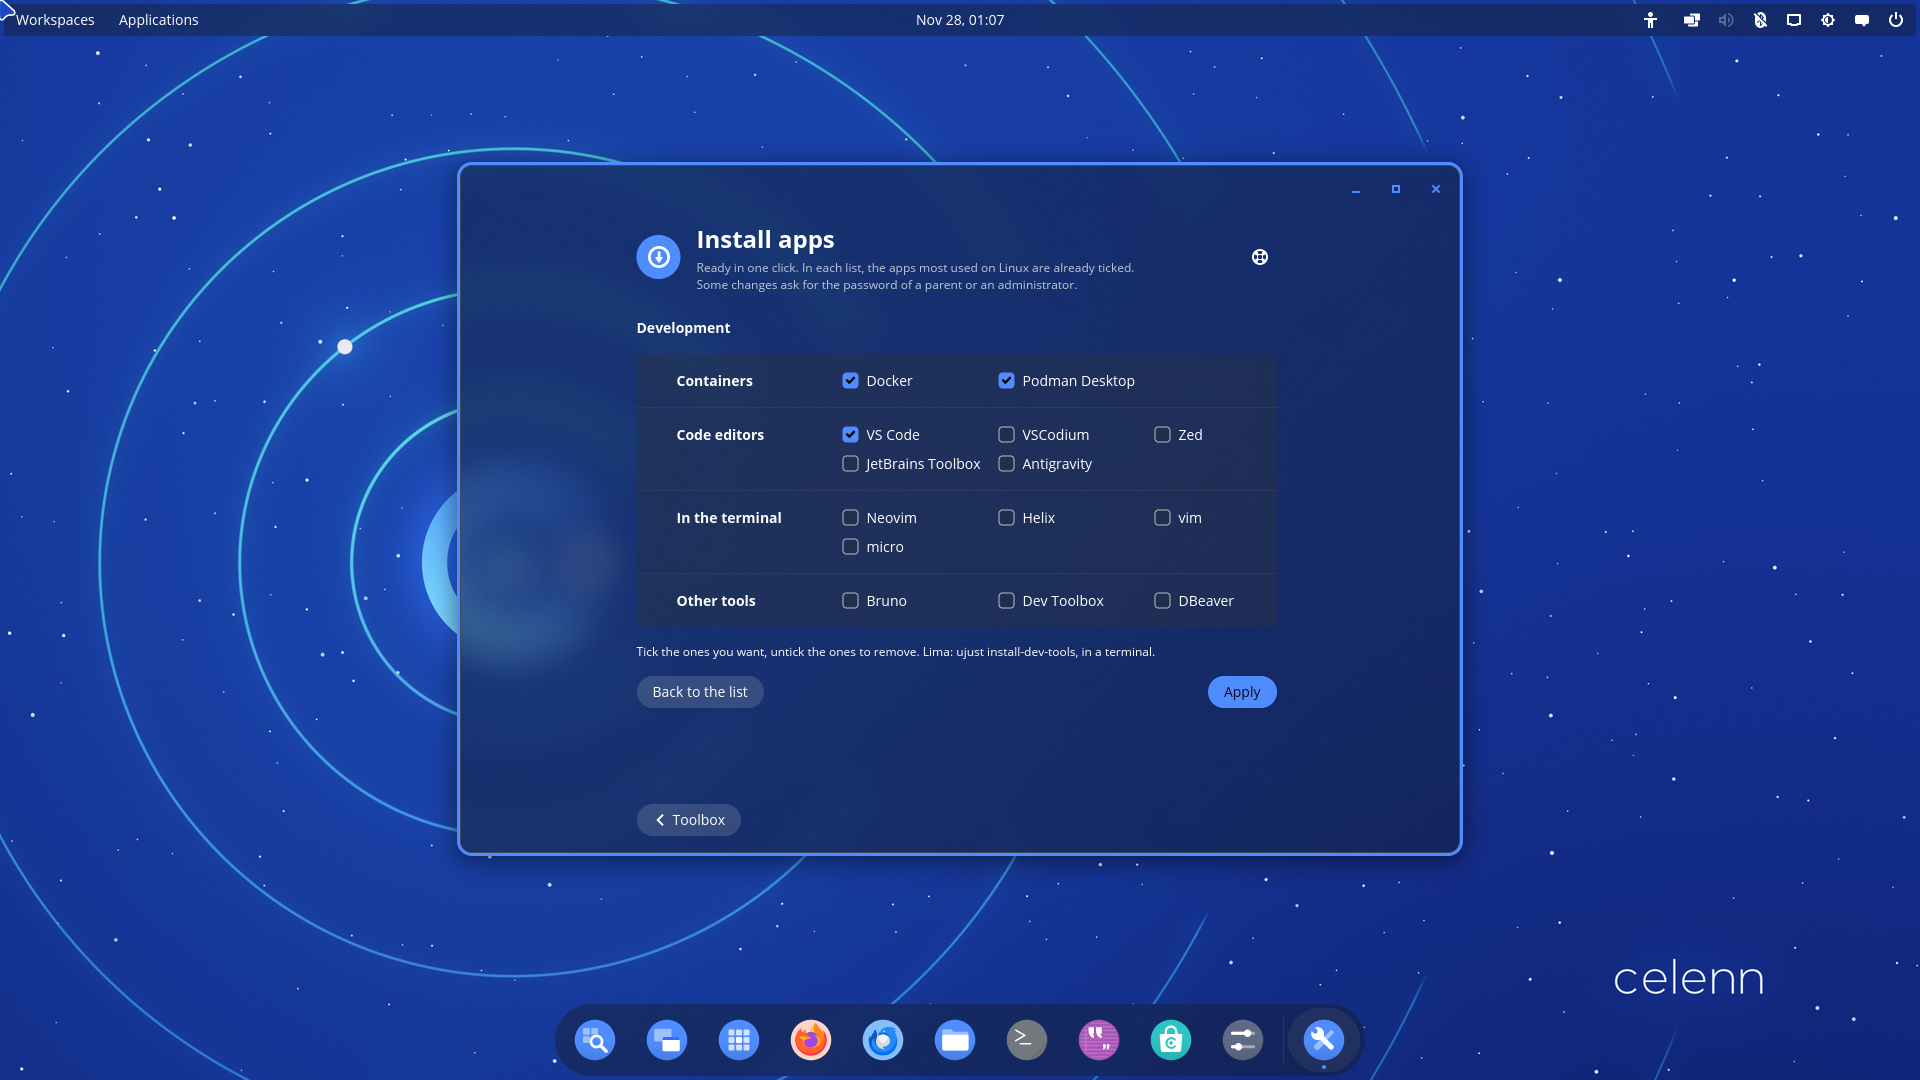 Workspaces Applications Nov 28, 01:07
Install apps
Ready in one click. In each list, the apps most used on Linux are already ticked.
Some changes ask for the password of a parent or an administrator.
Development
Containers Docker Podman Desktop
Code editors VS Code VSCodium Zed
JetBrains Toolbox Antigravity
In the terminal Neovim Helix vim
micro
Other tools Bruno Dev Toolbox DBeaver
Tick the ones you want, untick the ones to remove. Lima: ujust install-dev-tools, in a terminal.
Back to the list Apply
Toolbox
celenn